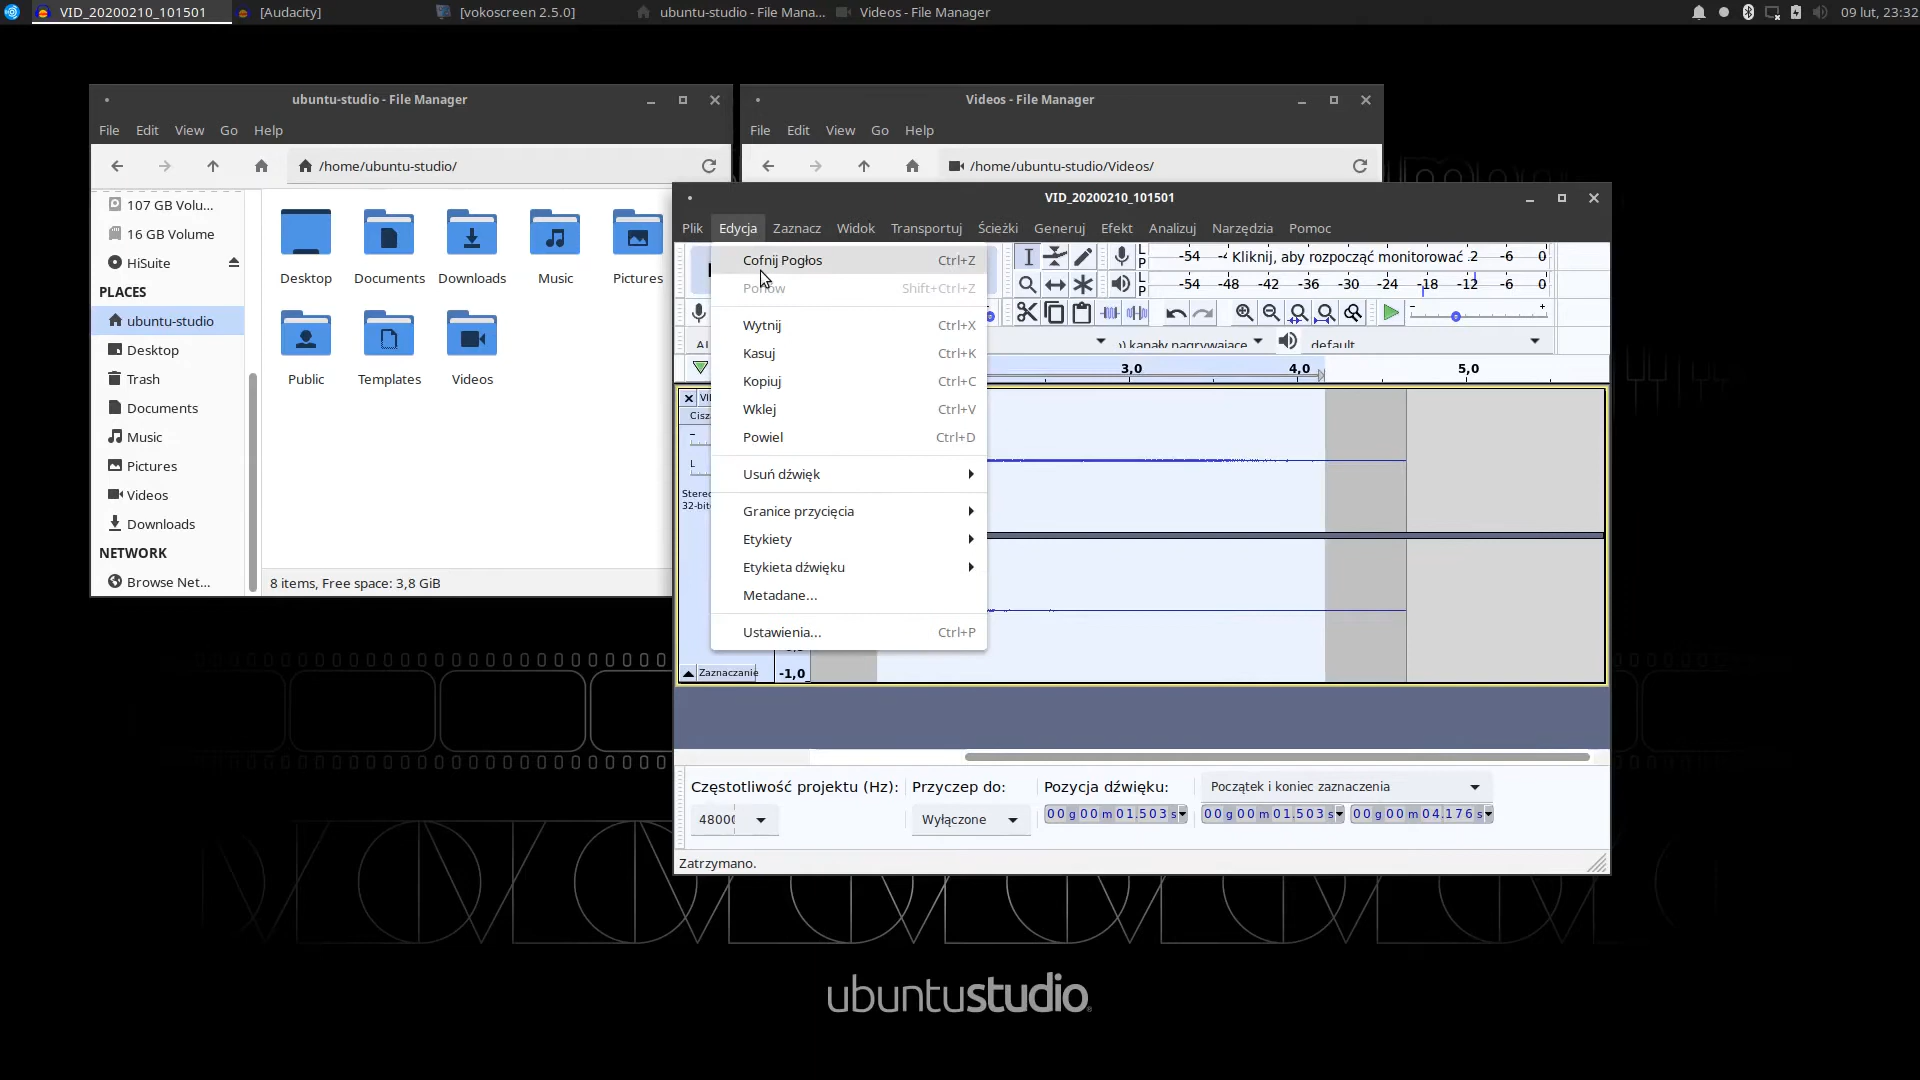 VID_20200210_101501
[Audacity]
[vokoscreen 2.5.0]
ubuntu-studio - File Mana...
Videos - File Manager
09 lut, 23:32
ubuntu-studio - File Manager
File Edit View Go Help
/home/ubuntu-studio/
107 GB Volu...
16 GB Volume
HiSuite
PLACES
ubuntu-studio
Desktop
Trash
Documents
Music
Pictures
Videos
Downloads
NETWORK
Browse Net...
Desktop
Documents
Downloads
Music
Pictures
Public
Templates
Videos
8 items, Free space: 3,8 GiB
Videos - File Manager
File Edit View Go Help
/home/ubuntu-studio/Videos/
VID_20200210_101501
Plik Edycja Zaznacz Widok Transportuj Ścieżki Generuj Efekt Analizuj Narzędzia Pomoc
Cofnij Pogłos Ctrl+Z
Ponów Shift+Ctrl+Z
Wytnij Ctrl+X
Kasuj Ctrl+K
Kopiuj Ctrl+C
Wklej Ctrl+V
Powiel Ctrl+D
Usuń dźwięk
Granice przycięcia
Etykiety
Etykieta dźwięku
Metadane...
Ustawienia... Ctrl+P
L
P
-54 -4 Kliknij, aby rozpocząć monitorować .2 -6 0
L
P
-54 -48 -42 -36 -30 -24 -18 -12 -6 0
kanały nagrywające
default
3,0 4,0 5,0
L
-1,0
Zaznaczanie
Częstotliwość projektu (Hz):
4800
Przyczep do:
Wyłączone
Pozycja dźwięku:
00 g 00 m 01.503 s
Początek i koniec zaznaczenia
00 g 00 m 01.503 s
00 g 00 m 04.176 s
Zatrzymano.
ubuntustudio